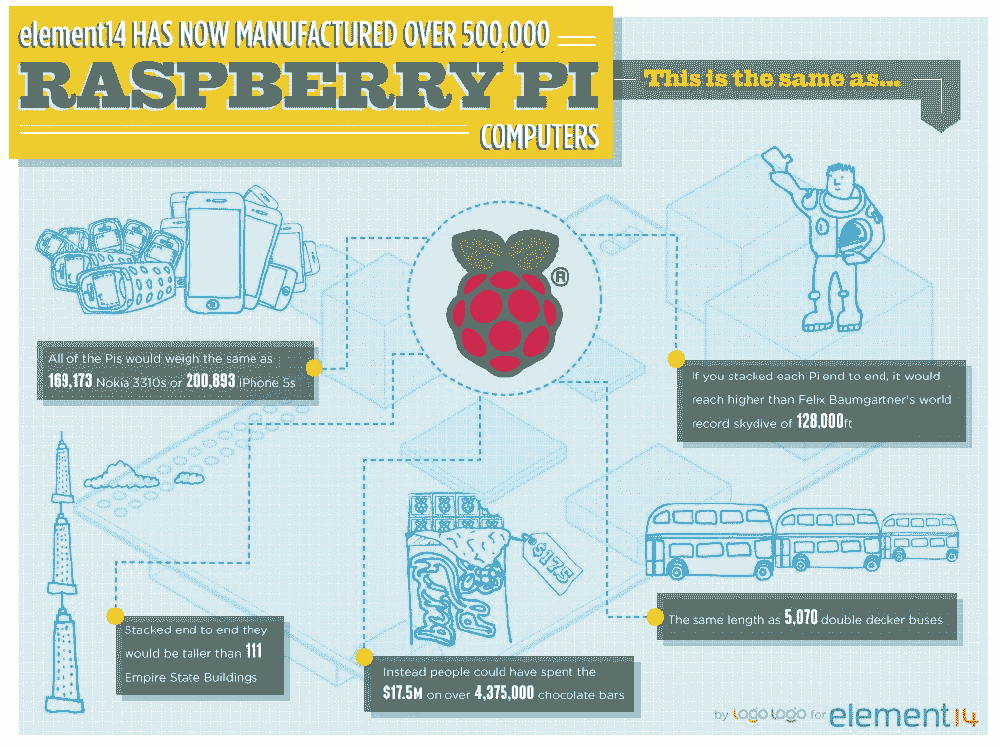 element14 HAS NOW MANUFACTURED OVER 500,000
RASPBERRY PI
COMPUTERS
This is the same as...
®
All of the Pis would weigh the same as
169,173 Nokia 3310s or 200,893 iPhone 5s
If you stacked each Pi end to end, it would
reach higher than Felix Baumgartner's world
record skydive of 128,000ft
$17.5
Stacked end to end they
would be taller than 111
Empire State Buildings
Instead people could have spent the
$17.5M on over 4,375,000 chocolate bars
The same length as 5,070 double decker buses
by logo logo for element14